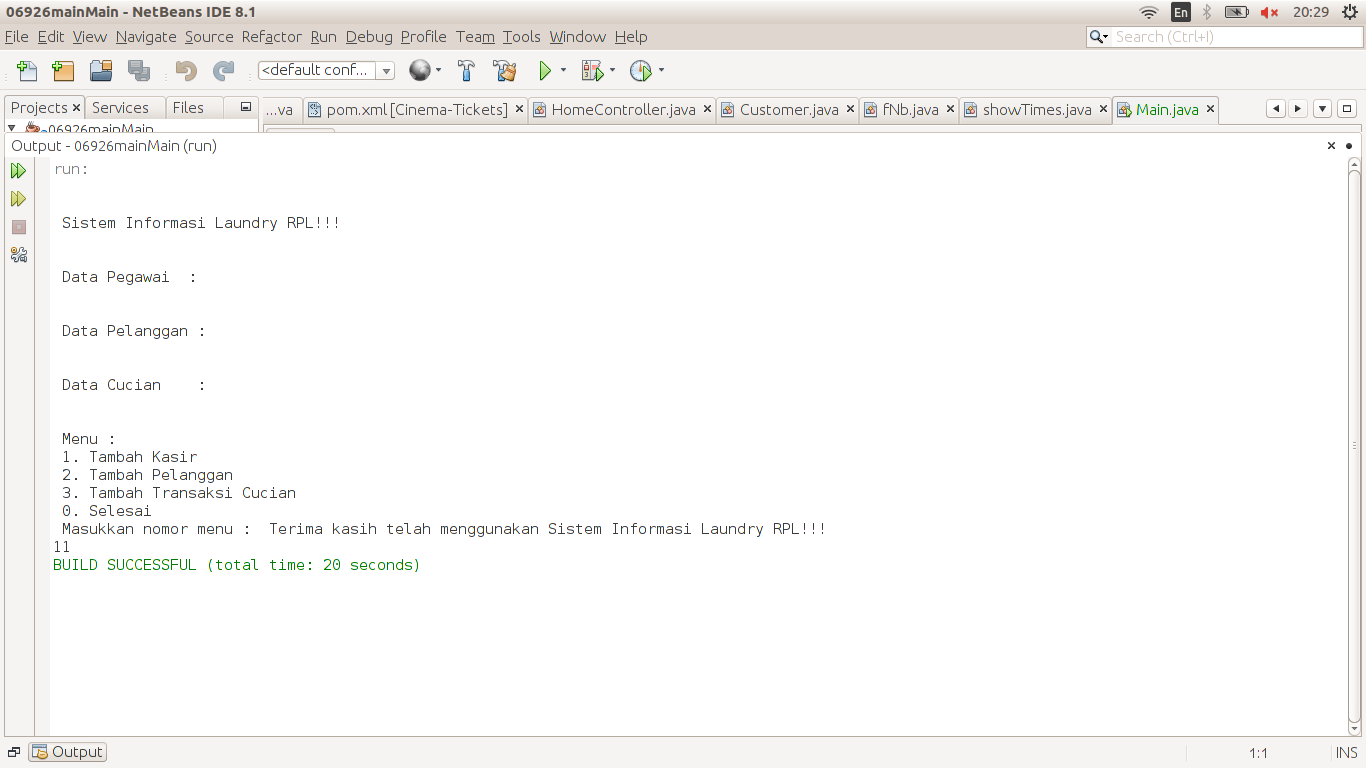 06926mainMain - NetBeans IDE 8.1
En
20:29
File Edit View Navigate Source Refactor Run Debug Profile Team Tools Window Help
Search (Ctrl+I)
<default conf...
Projects Services Files
...va pom.xml [Cinema-Tickets] HomeController.java Customer.java fNb.java showTimes.java Main.java
06926mainMain
Output - 06926mainMain (run)
run:
Sistem Informasi Laundry RPL!!!
Data Pegawai  :
Data Pelanggan :
Data Cucian    :
Menu :
1. Tambah Kasir
2. Tambah Pelanggan
3. Tambah Transaksi Cucian
0. Selesai
Masukkan nomor menu :  Terima kasih telah menggunakan Sistem Informasi Laundry RPL!!!
11
BUILD SUCCESSFUL (total time: 20 seconds)
Output
1:1
INS